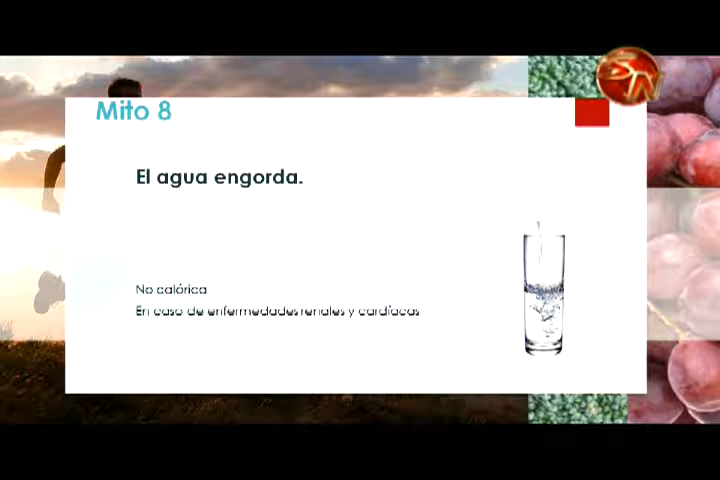 Mito 8
El agua engorda.
No calórica
En caso de enfermedades renales y cardíacas